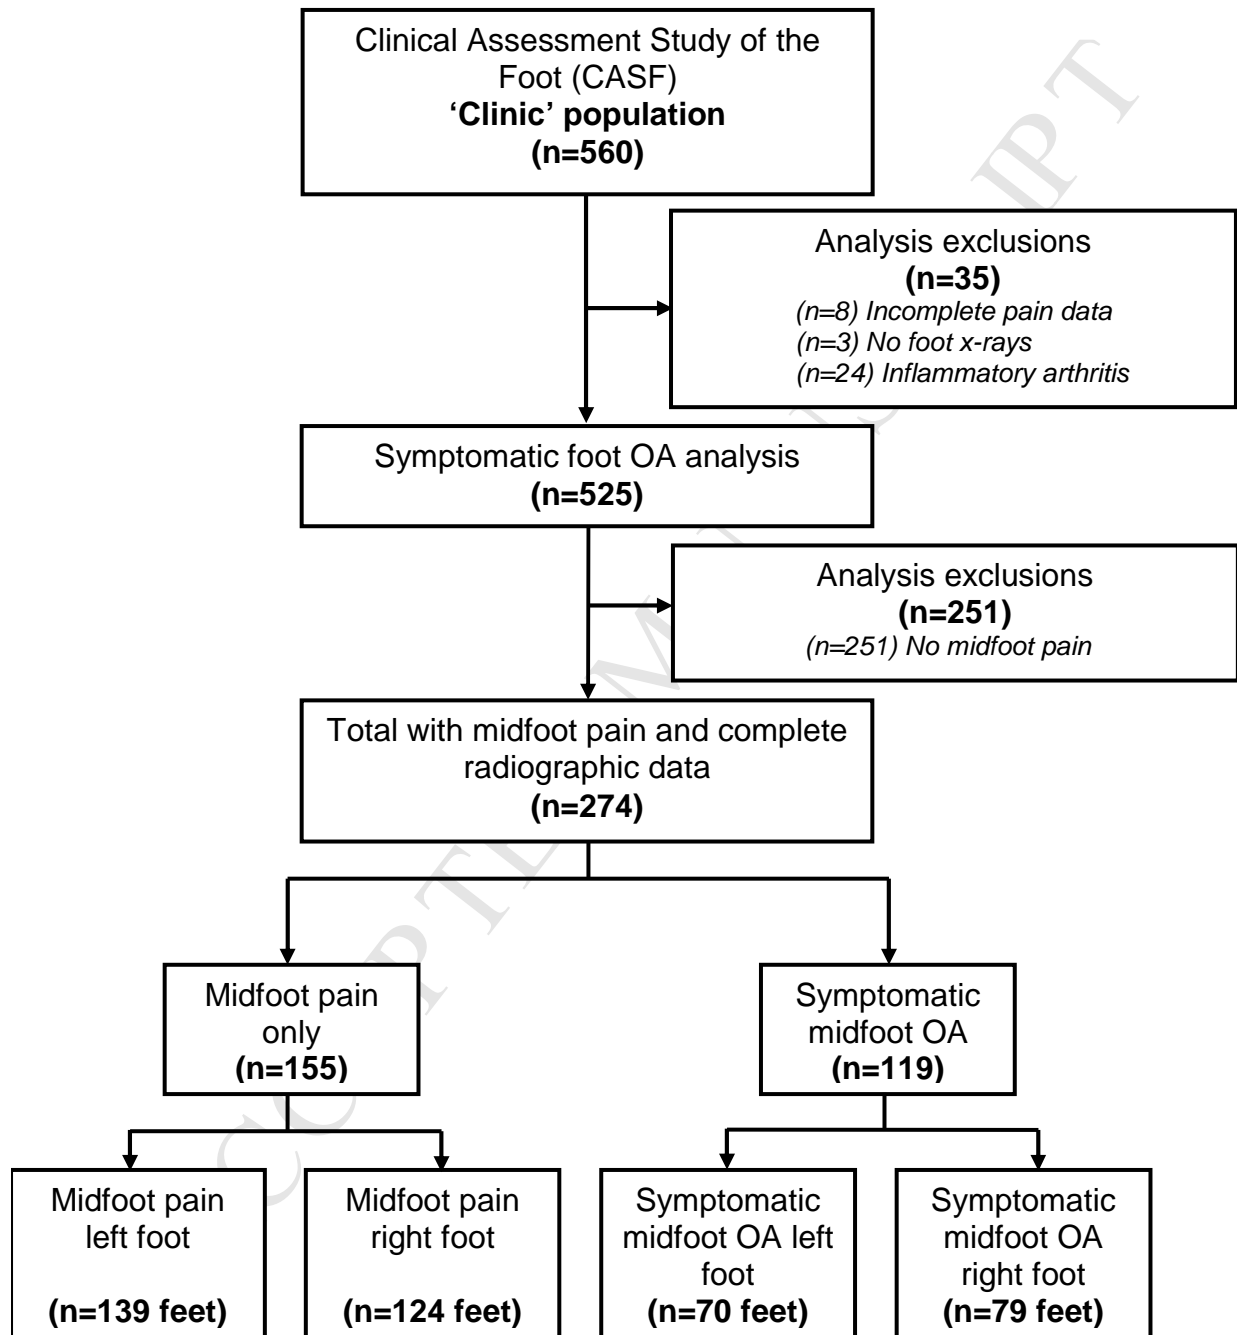 Clinical Assessment Study of the
Foot (CASF)
‘Clinic’ population
(n=560)
Analysis exclusions
(n=35)
(n=8) Incomplete pain data
(n=3) No foot x-rays
(n=24) Inflammatory arthritis
Symptomatic foot OA analysis
(n=525)
Analysis exclusions
(n=251)
(n=251) No midfoot pain
Total with midfoot pain and complete
radiographic data
(n=274)
Midfoot pain
only
(n=155)
Symptomatic
midfoot OA
(n=119)
Midfoot pain
left foot
(n=139 feet)
Midfoot pain
right foot
(n=124 feet)
Symptomatic
midfoot OA left
foot
(n=70 feet)
Symptomatic
midfoot OA
right foot
(n=79 feet)